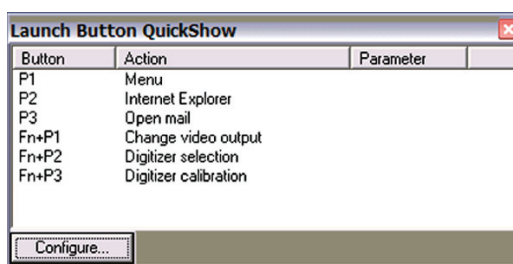 Launch Button QuickShow
Button Action Parameter
P1 Menu
P2 Internet Explorer
P3 Open mail
Fn+P1 Change video output
Fn+P2 Digitizer selection
Fn+P3 Digitizer calibration
Configure...